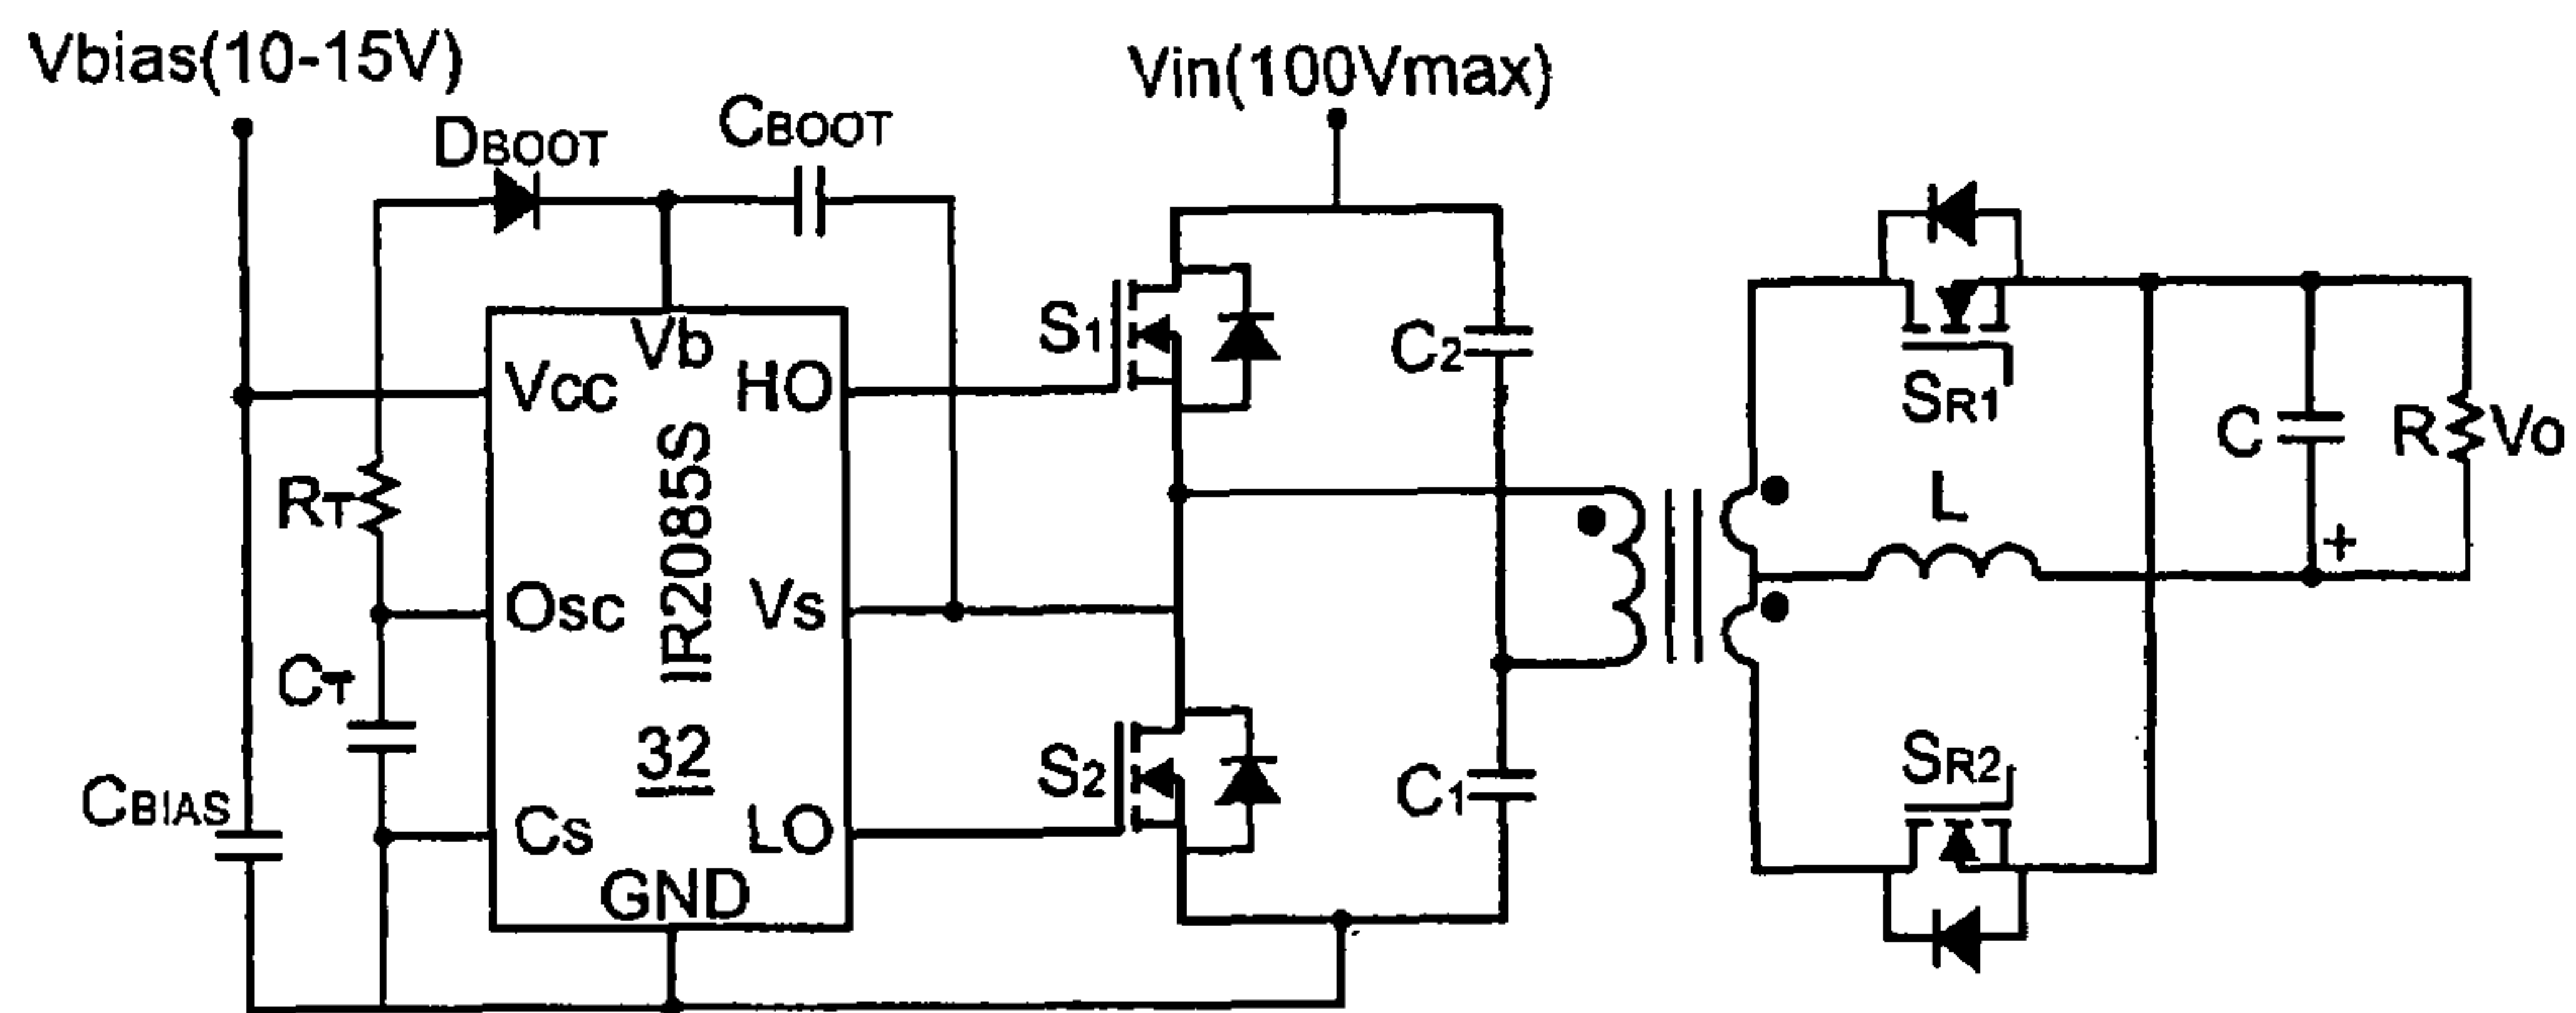 Vbias(10-15V)
Vin(100Vmax)
DBOOT
CBOOT
Vb
Vcc
HO
S1
C2
SR1
C
R
Vo
RT
IR2085S
L
+
Osc
Vs
CT
32
S2
C1
SR2
CBIAS
Cs
LO
GND